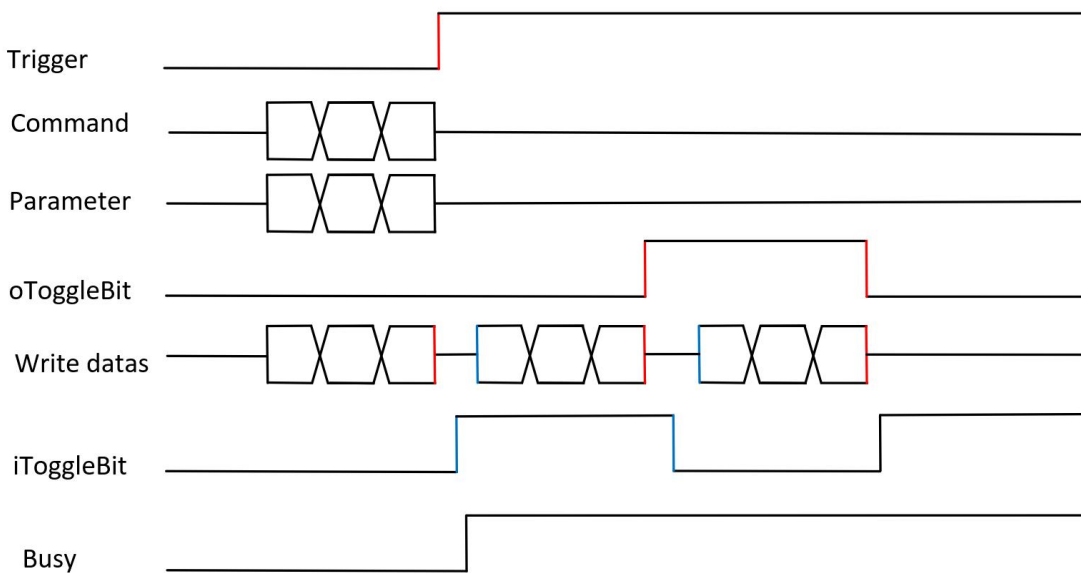 Trigger
Command
Parameter
oToggleBit
Write datas
iToggleBit
Busy